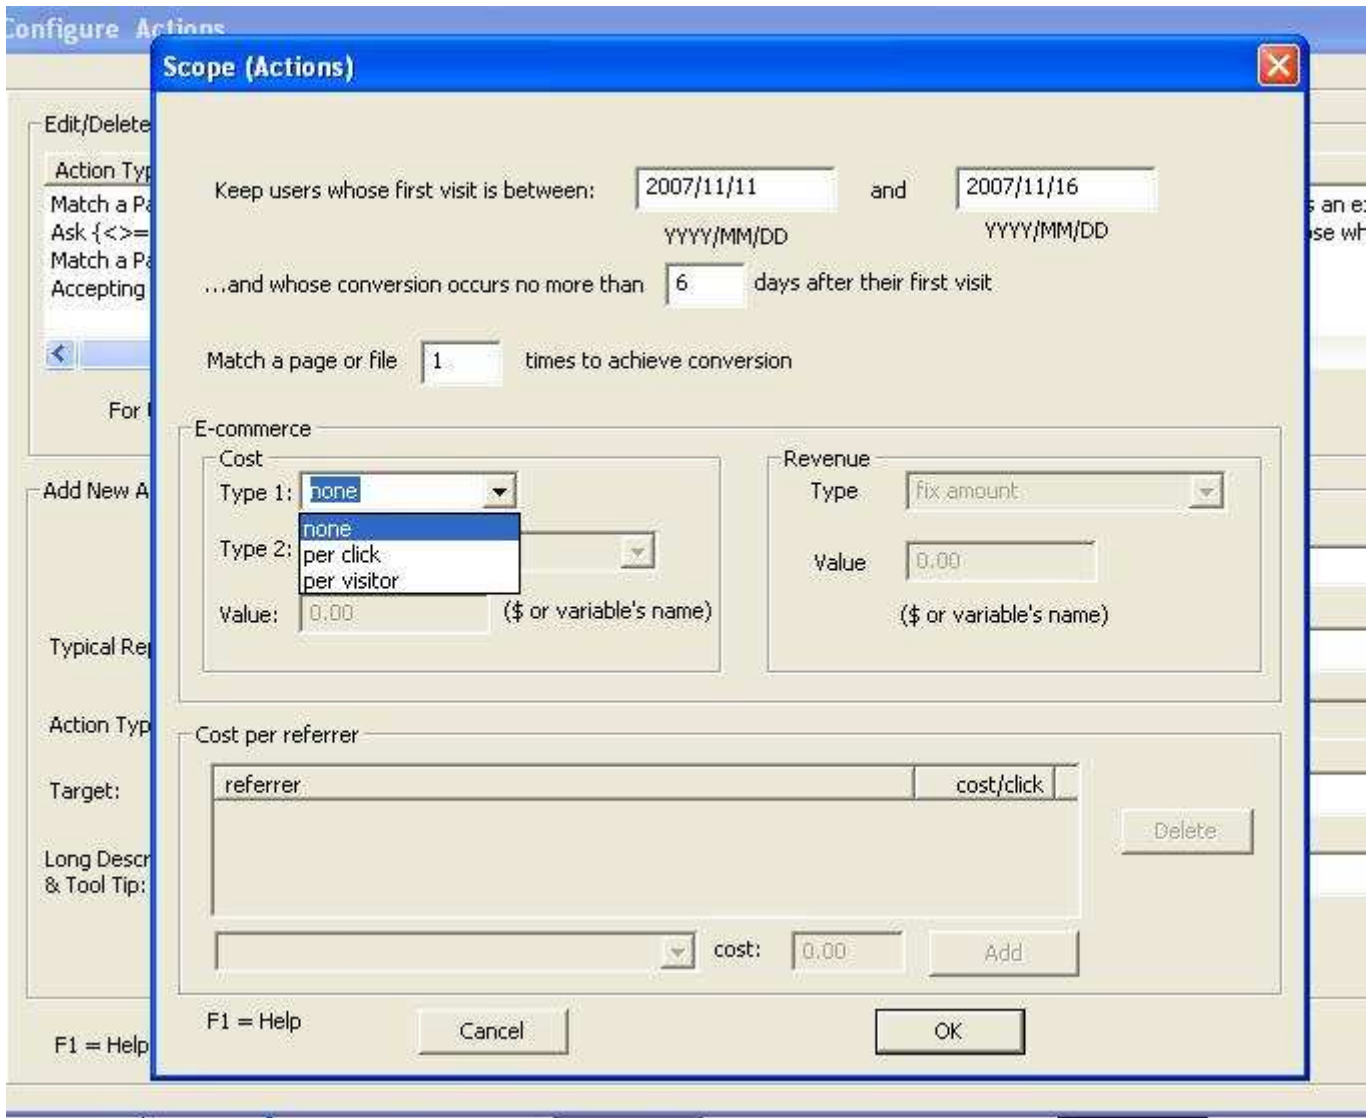 Configure Actions
Scope (Actions)
Edit/Delete
Action Typ
Match a Pa
Ask {<>=
Match a Pa
Accepting
For
s an ex
se wh
Keep users whose first visit is between: 2007/11/11 and 2007/11/16
YYYY/MM/DD YYYY/MM/DD
...and whose conversion occurs no more than 6 days after their first visit
Match a page or file 1 times to achieve conversion
E-commerce
Cost
Type 1: none
none
per click
per visitor
Type 2:
Value: 0.00 ($ or variable's name)
Revenue
Type fix amount
Value 0.00
($ or variable's name)
Add New A
Typical Rep
Action Typ
Target:
Long Descr
& Tool Tip:
Cost per referrer
referrer cost/click
Delete
cost: 0.00 Add
F1 = Help Cancel OK
F1 = Help